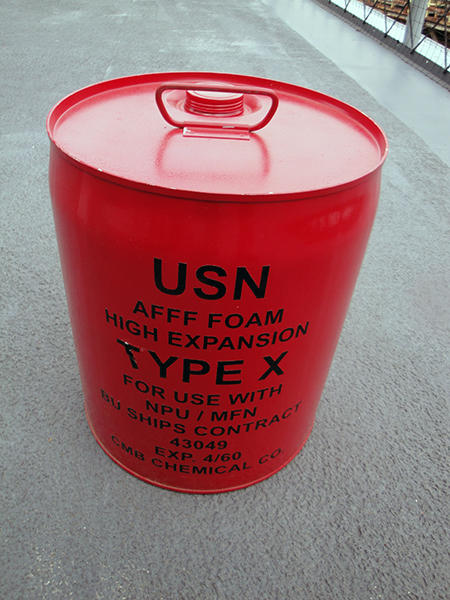 USN
AFFF FOAM
HIGH EXPANSION
TYPE X
FOR USE WITH
NPU / MFN
BU SHIPS CONTRACT
43049
EXP. 4/60
CMB CHEMICAL CO.